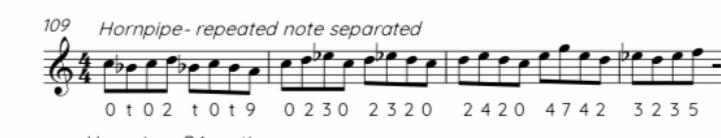 109 Hornpipe- repeated note separated
4
4
0 t 0 2 t 0 t 9 0 2 3 0 2 3 2 0 2 4 2 0 4 7 4 2 3 2 3 5